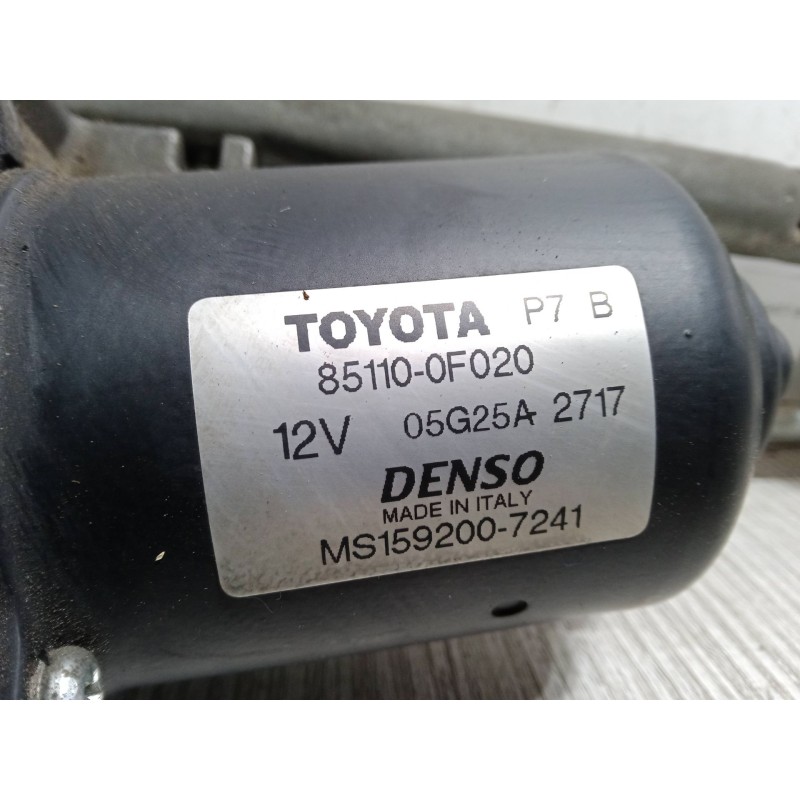 TOYOTA P7 B
85110-0F020
12V 05G25A 2717
DENSO
MADE IN ITALY
MS159200-7241